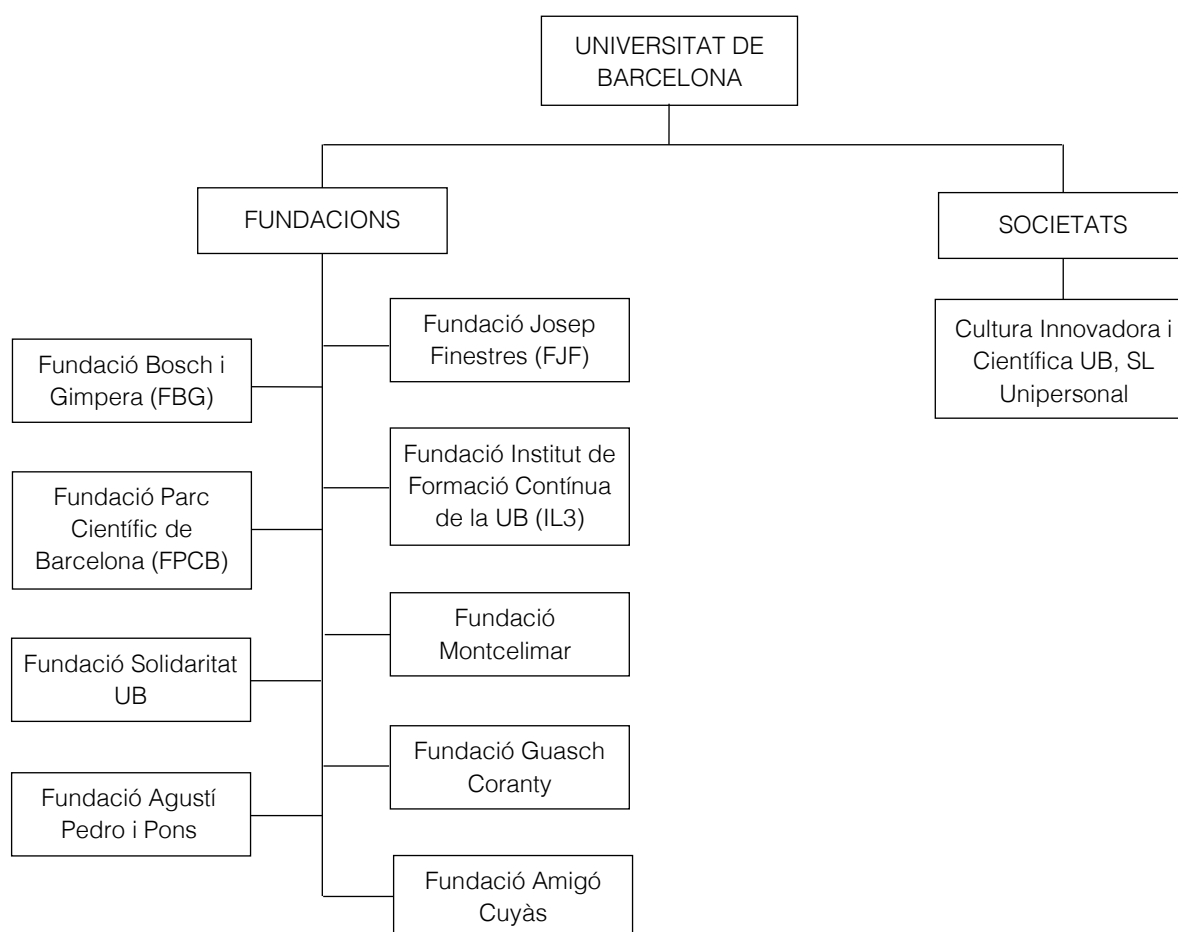 UNIVERSITAT DE
BARCELONA
FUNDACIONS
SOCIETATS
Fundació Josep
Finestres (FJF)
Cultura Innovadora i
Científica UB, SL
Unipersonal
Fundació Bosch i
Gimpera (FBG)
Fundació Institut de
Formació Contínua
de la UB (IL3)
Fundació Parc
Científic de
Barcelona (FPCB)
Fundació
Montcelimar
Fundació Solidaritat
UB
Fundació Guasch
Coranty
Fundació Agustí
Pedro i Pons
Fundació Amigó
Cuyàs